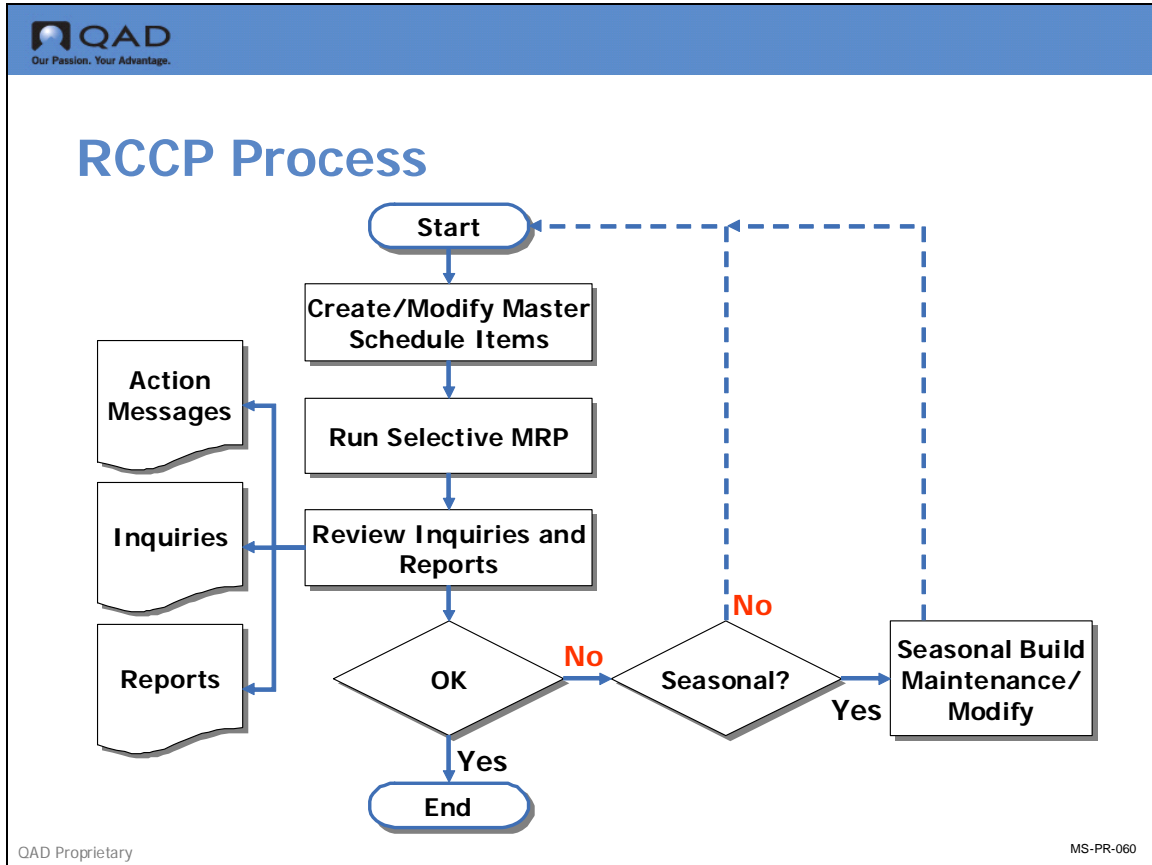 QAD
Our Passion. Your Advantage.
RCCP Process
Start
Create/Modify Master
Schedule Items
Action
Messages
Run Selective MRP
Inquiries
Review Inquiries and
Reports
No
Reports
OK
No
Seasonal?
Yes
Seasonal Build
Maintenance/
Modify
Yes
End
QAD Proprietary
MS-PR-060